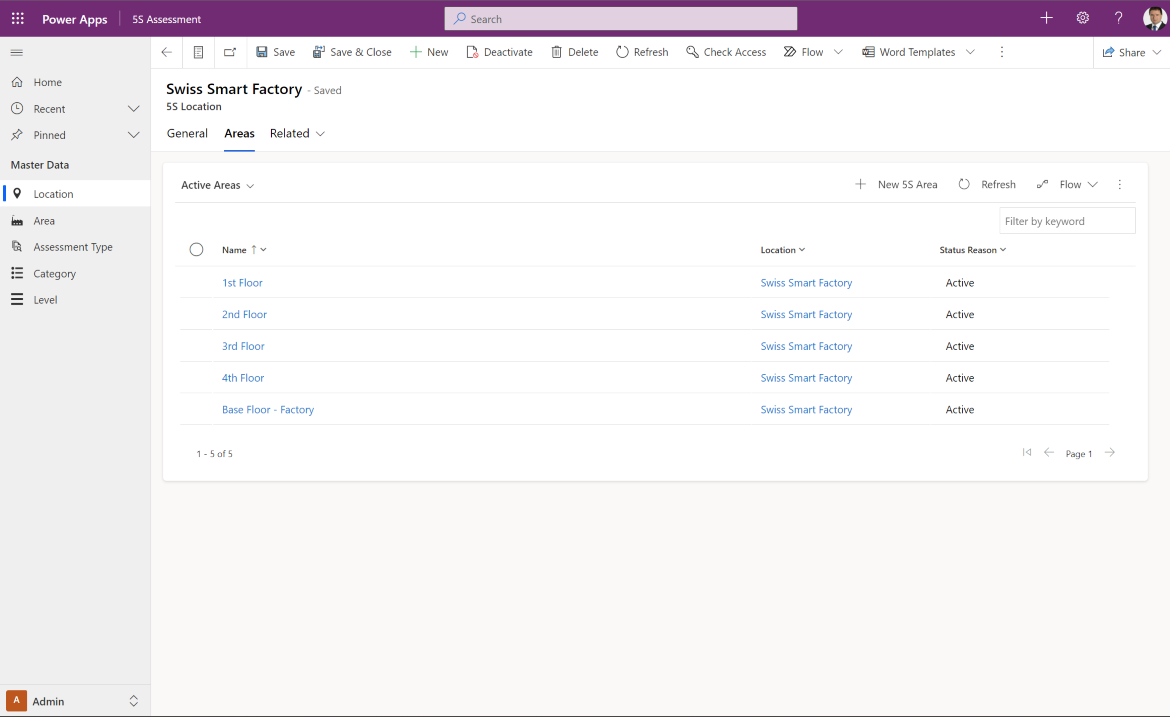 Power Apps 5S Assessment Search ?
Save Save & Close New Deactivate Delete Refresh Check Access Flow Word Templates Share
Home
Recent
Pinned
Master Data
Location
Area
Assessment Type
Category
Level
A Admin
Swiss Smart Factory - Saved
5S Location
General Areas Related
Active Areas New 5S Area Refresh Flow
Filter by keyword
Name Location Status Reason
1st Floor Swiss Smart Factory Active
2nd Floor Swiss Smart Factory Active
3rd Floor Swiss Smart Factory Active
4th Floor Swiss Smart Factory Active
Base Floor - Factory Swiss Smart Factory Active
1 - 5 of 5 Page 1